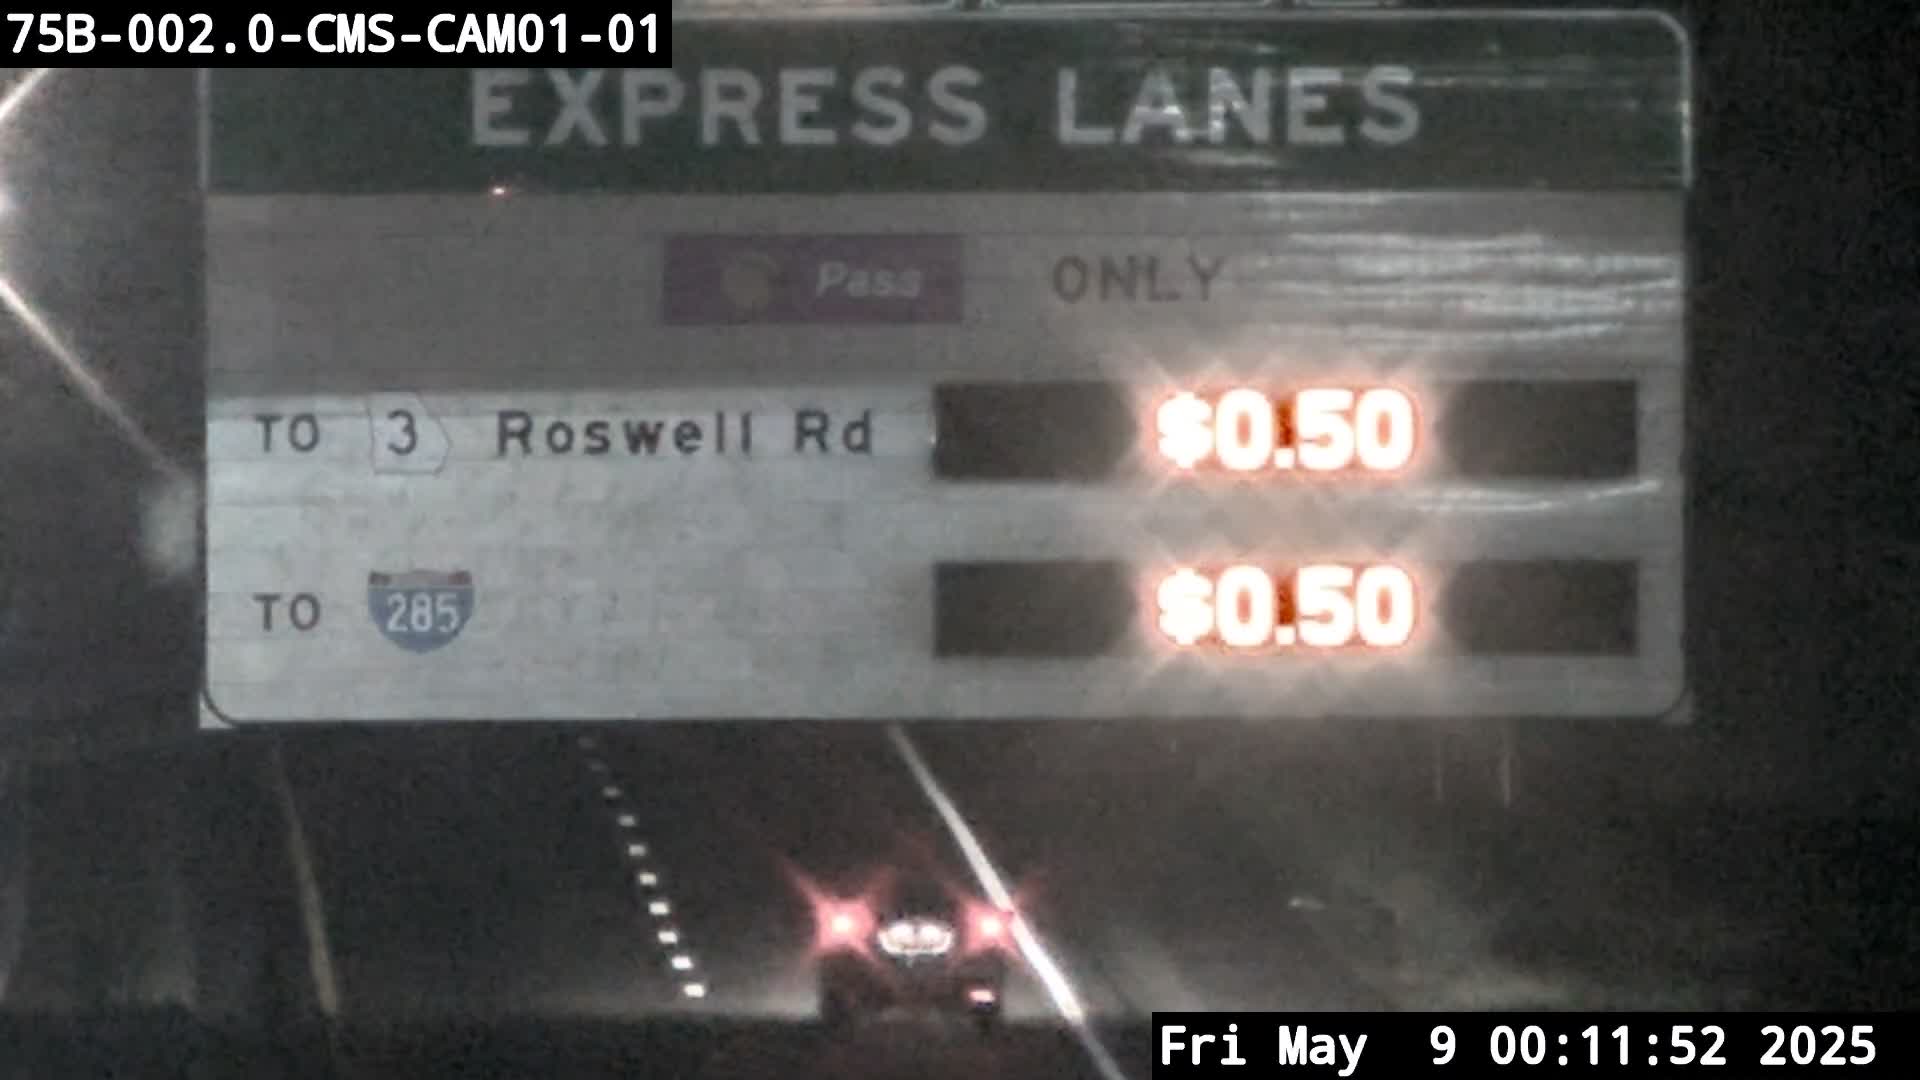 75B-002.0-CMS-CAM01-01
EXPRESS LANES
Pass ONLY
TO 3 Roswell Rd $0.50
TO 285 $0.50
Fri May 9 00:11:52 2025